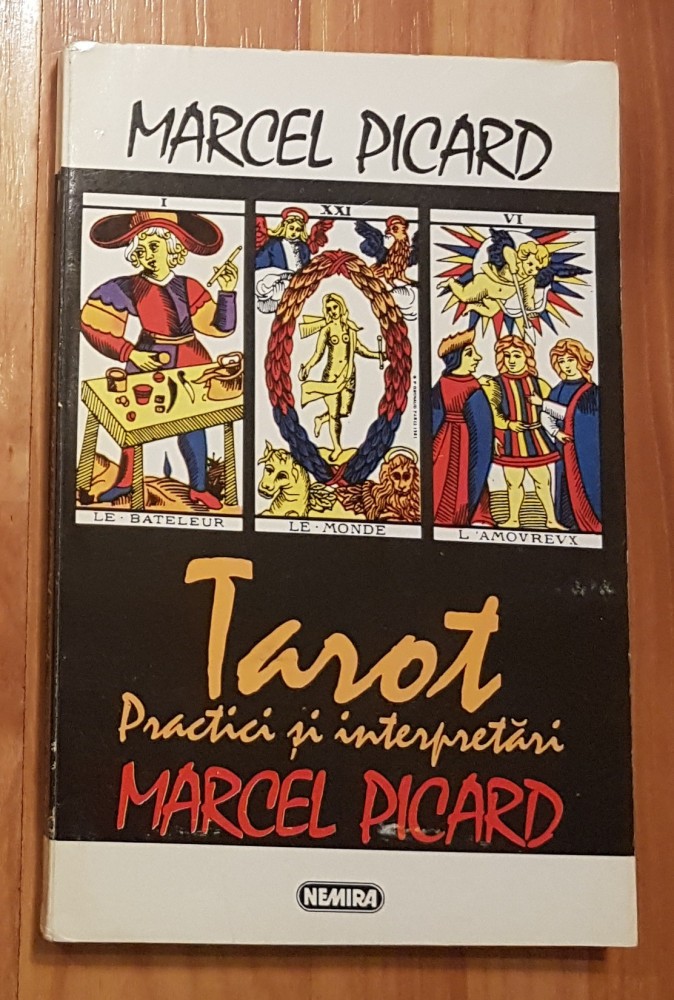 MARCEL PICARD
I
XXI
VI
LE·BATELEUR
LE·MONDE
L'AMOVREVX
Tarot
Practici și interpretări
MARCEL PICARD
NEMIRA